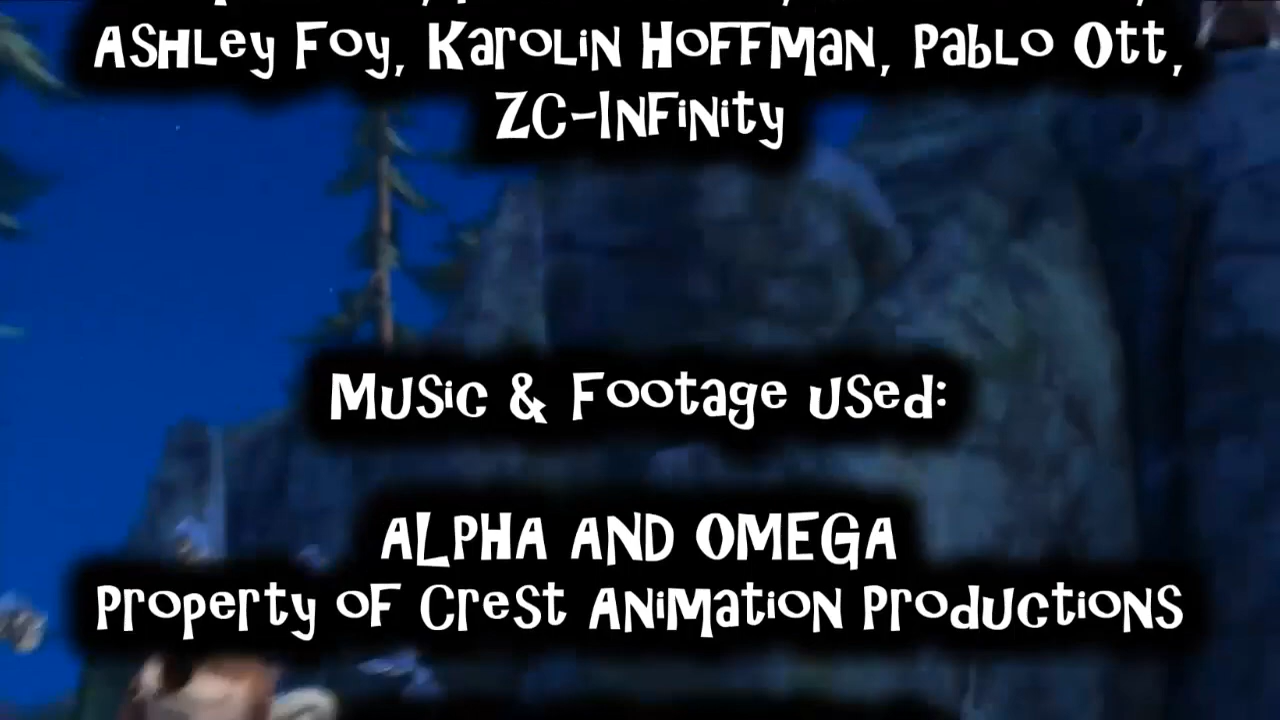 Ashley Foy, Karolin Hoffman, Pablo Ott,
ZC-Infinity
Music & Footage used:
ALPHA AND OMEGA
Property of Crest Animation Productions